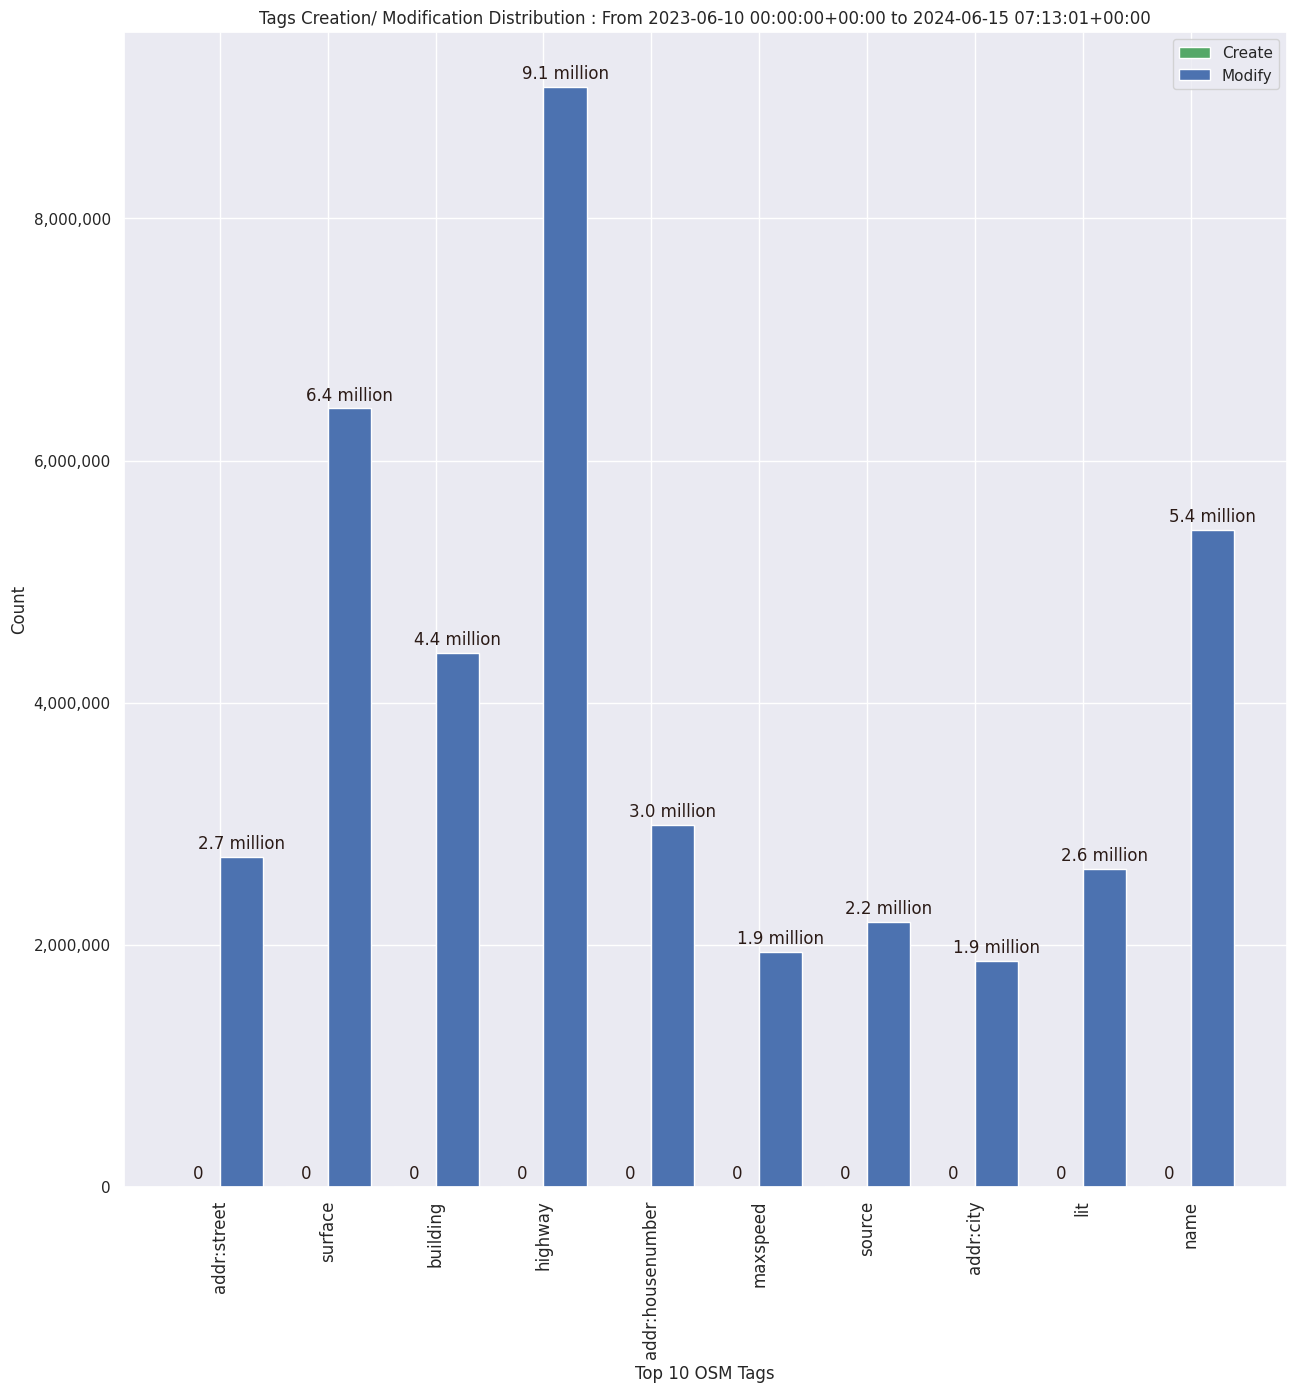 Tags Creation/ Modification Distribution : From 2023-06-10 00:00:00+00:00 to 2024-06-15 07:13:01+00:00
Create
Modify
9.1 million
8,000,000
6.4 million
6,000,000
5.4 million
Count
4.4 million
4,000,000
3.0 million
2.7 million
2.6 million
2.2 million
2,000,000
1.9 million
1.9 million
0
0
0
0
0
0
0
0
0
0
0
addr:street
surface
building
highway
addr:housenumber
maxspeed
source
addr:city
lit
name
Top 10 OSM Tags